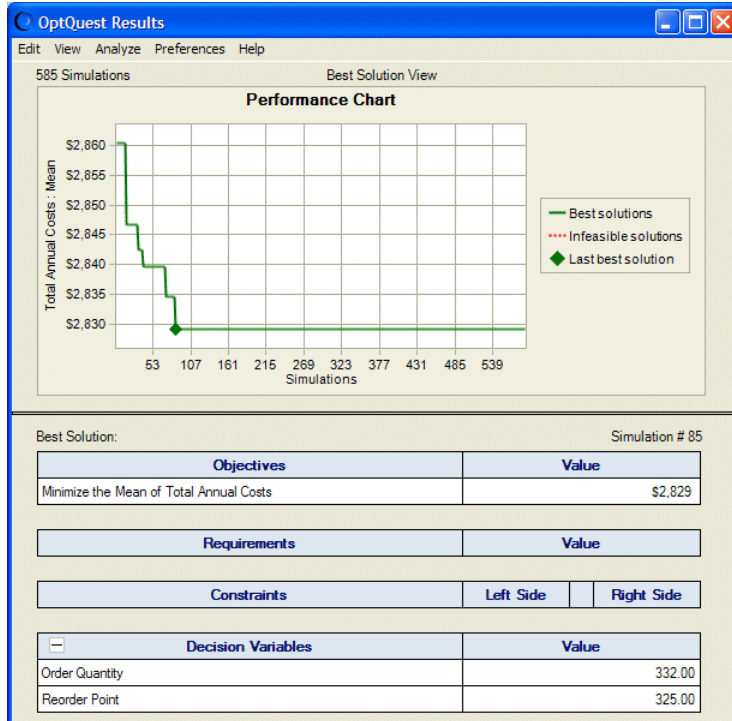 OptQuest Results
Edit View Analyze Preferences Help
585 Simulations Best Solution View
Performance Chart
Total Annual Costs : Mean
$2,860
$2,855
$2,850
$2,845
$2,840
$2,835
$2,830
53 107 161 215 269 323 377 431 485 539
Simulations
Best solutions
Infeasible solutions
Last best solution
Best Solution: Simulation # 85
Objectives Value
Minimize the Mean of Total Annual Costs $2,829
Requirements Value
Constraints Left Side Right Side
Decision Variables Value
Order Quantity 332.00
Reorder Point 325.00